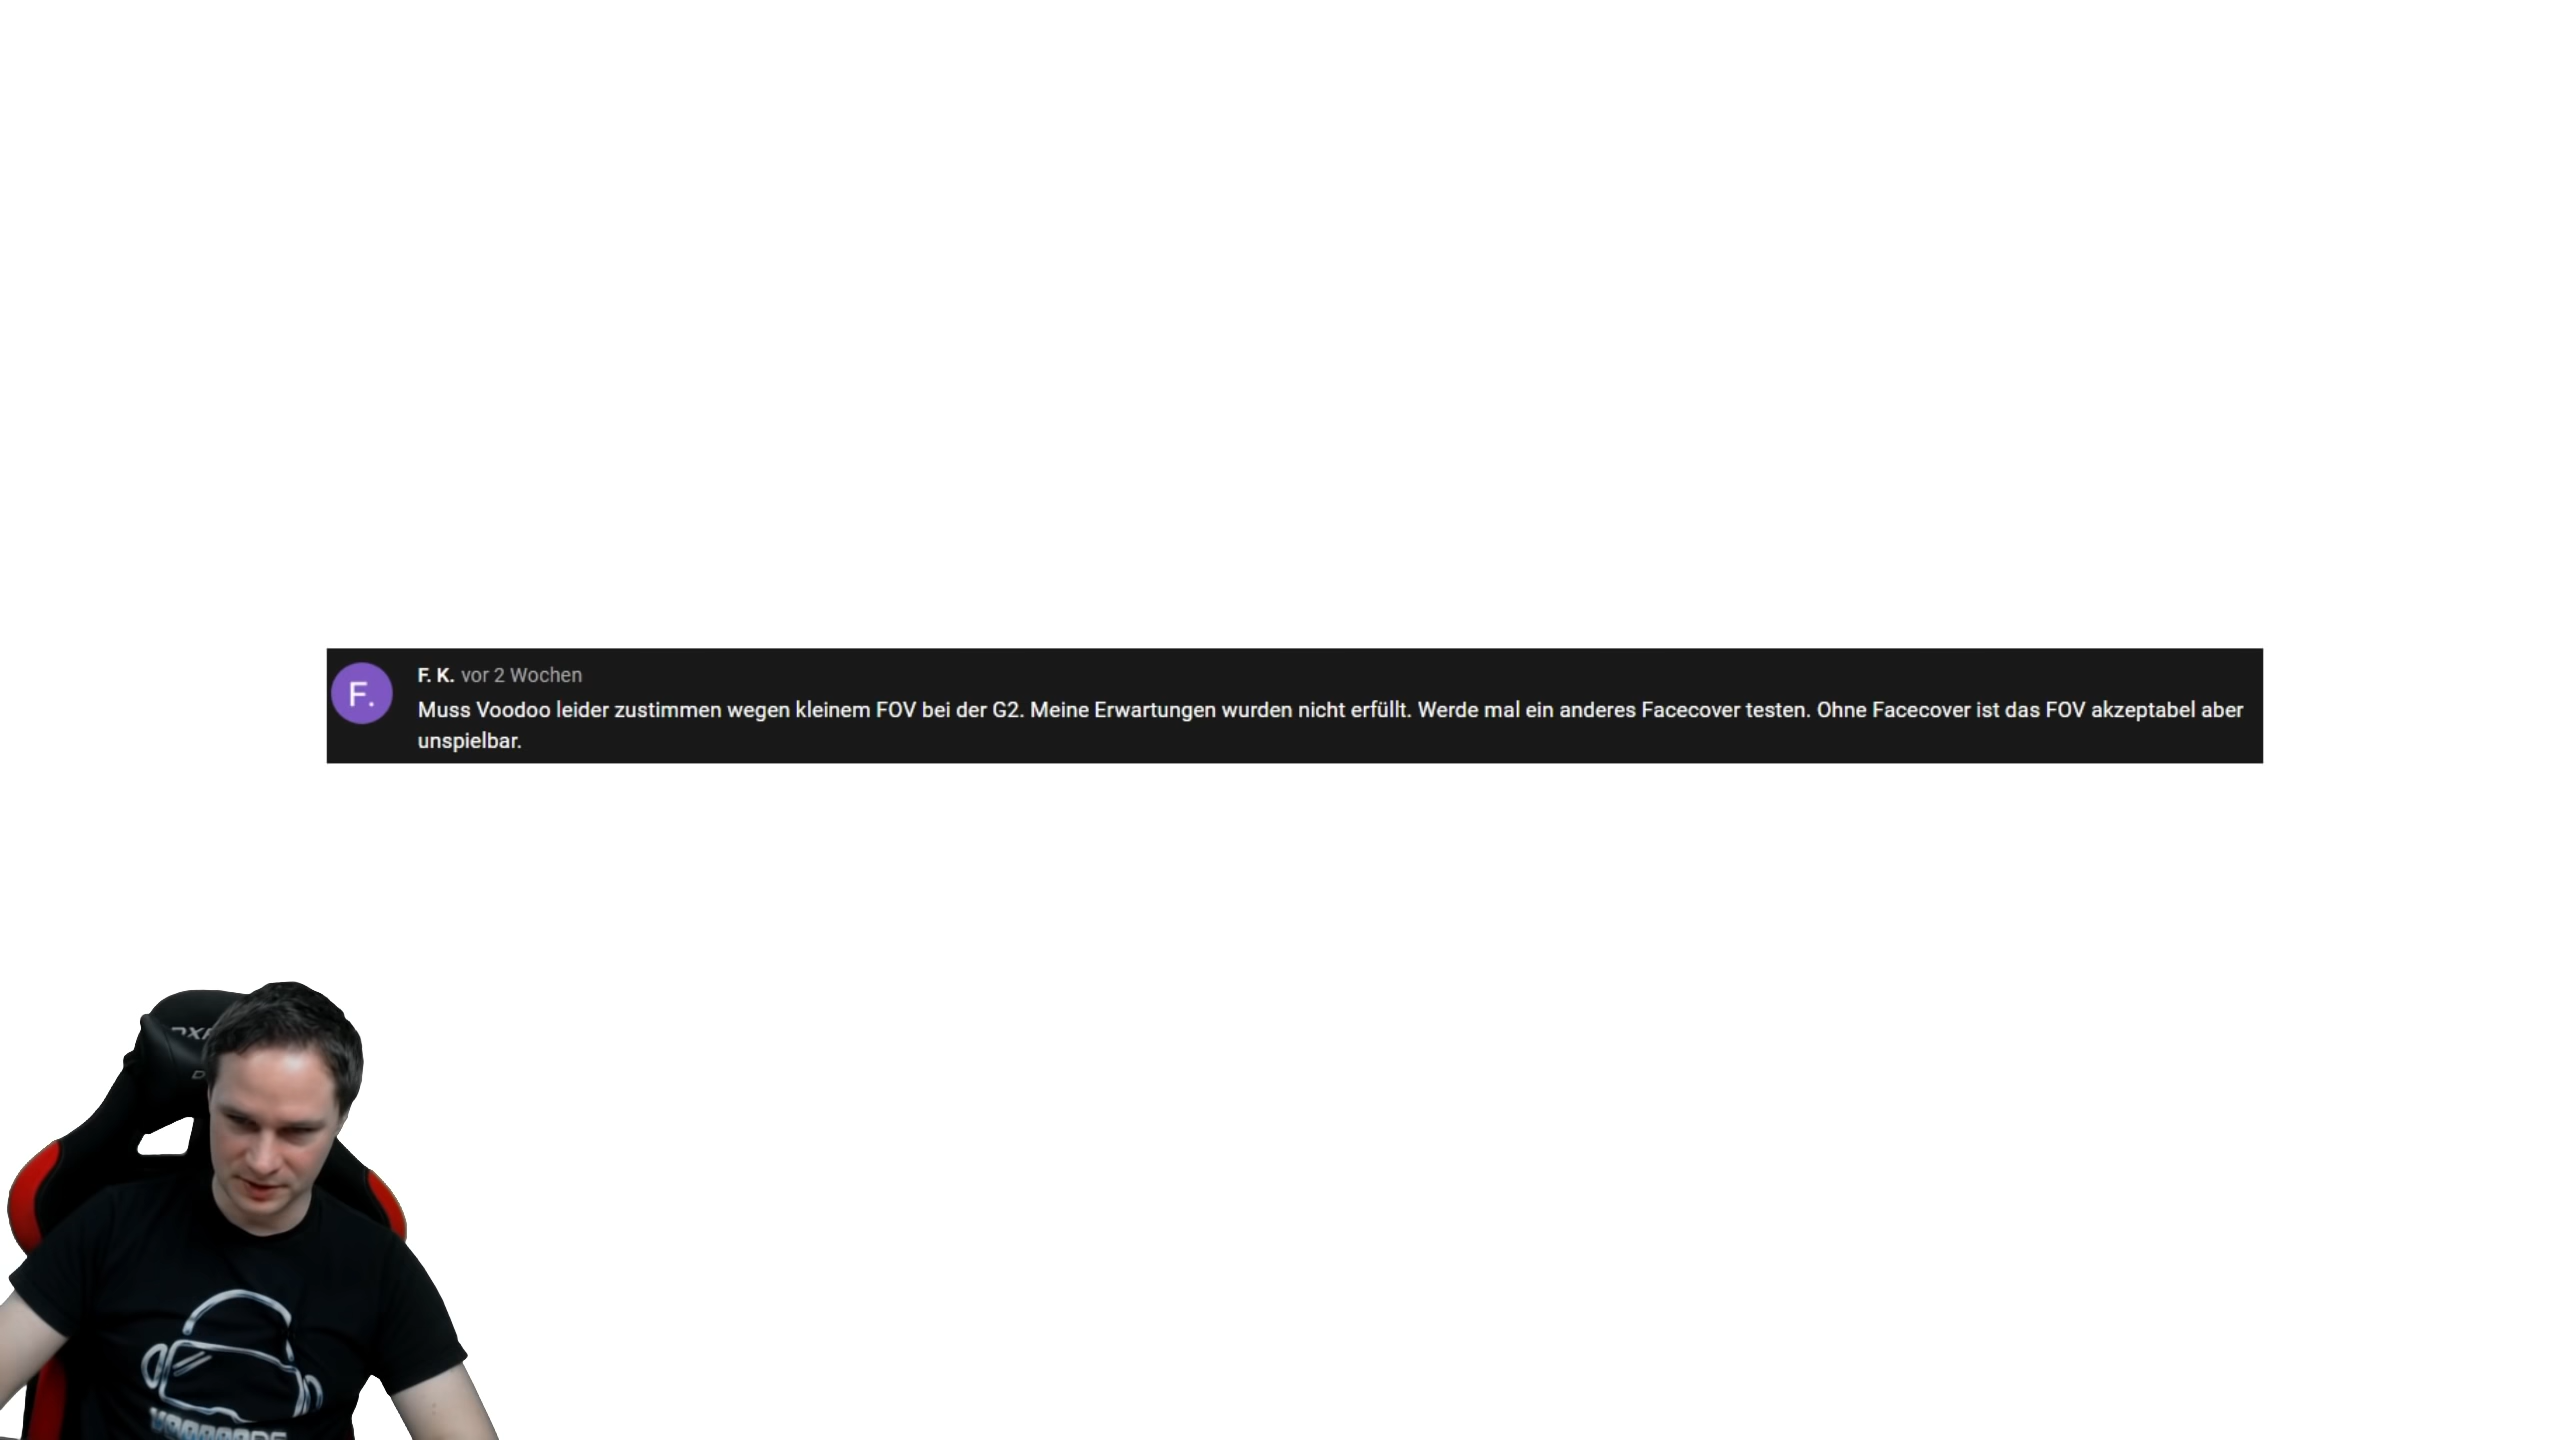 F.
F. K. vor 2 Wochen
Muss Voodoo leider zustimmen wegen kleinem FOV bei der G2. Meine Erwartungen wurden nicht erfüllt. Werde mal ein anderes Facecover testen. Ohne Facecover ist das FOV akzeptabel aber
unspielbar.